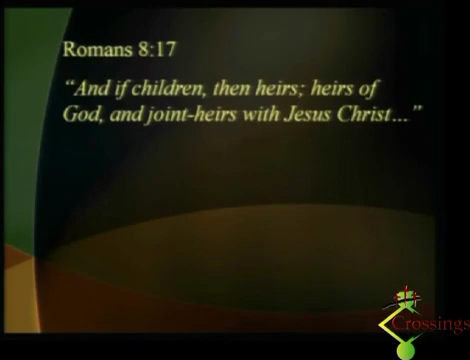 Romans 8:17
“And if children, then heirs; heirs of
God, and joint-heirs with Jesus Christ…”
Crossings